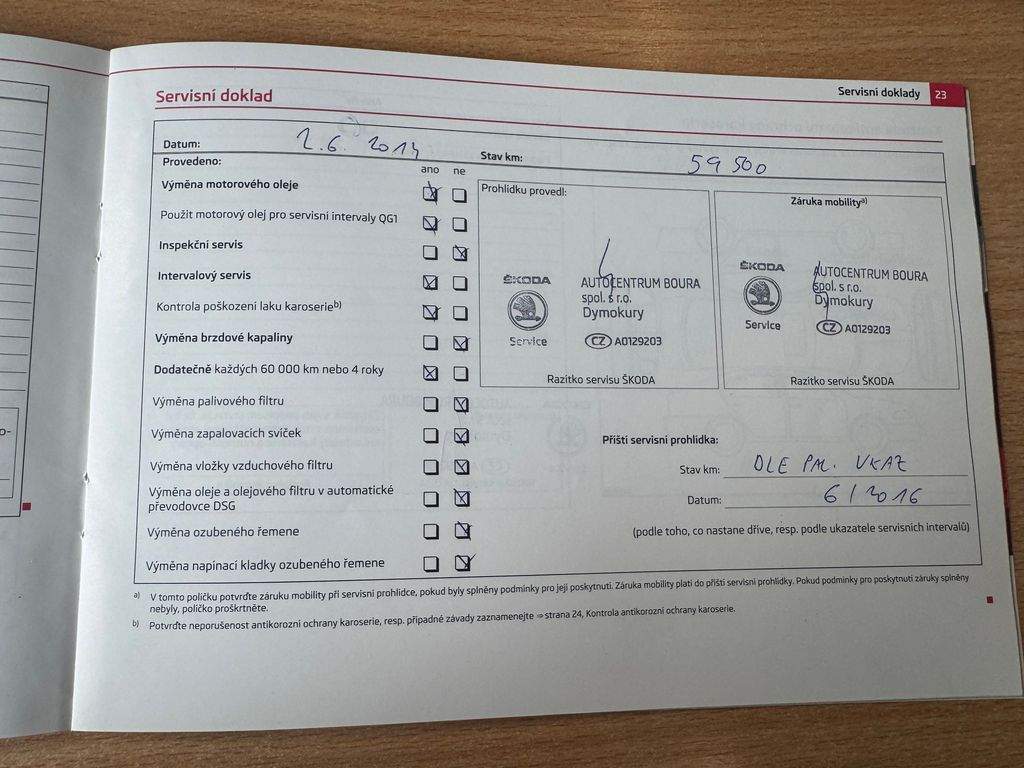 Servisní doklady 23
Servisní doklad
Datum: 2.6. 2014 Stav km: 59 500
Provedeno: ano ne
Výměna motorového oleje
Použit motorový olej pro servisní intervaly QG1
Inspekční servis
Intervalový servis
Kontrola poškození laku karoserieb)
Výměna brzdové kapaliny
Dodatečně každých 60 000 km nebo 4 roky
Výměna palivového filtru
Výměna zapalovacích svíček
Výměna vložky vzduchového filtru
Výměna oleje a olejového filtru v automatické
převodovce DSG
Výměna ozubeného řemene
Výměna napínací kladky ozubeného řemene
Prohlídku provedl:
ŠKODA
Service
AUTOCENTRUM BOURA
spol. s r.o.
Dymokury
CZ A0129203
Razítko servisu ŠKODA
Záruka mobilitya)
ŠKODA
Service
AUTOCENTRUM BOURA
spol. s r.o.
Dymokury
CZ A0129203
Razítko servisu ŠKODA
Příští servisní prohlídka:
Stav km: DLE PM. UKAZ
Datum: 6 / 2016
(podle toho, co nastane dříve, resp. podle ukazatele servisních intervalů)
a) V tomto políčku potvrďte záruku mobility při servisní prohlídce, pokud byly splněny podmínky pro její poskytnutí. Záruka mobility platí do příští servisní prohlídky. Pokud podmínky pro poskytnutí záruky splněny
nebyly, políčko proškrtněte.
b) Potvrďte neporušenost antikorozní ochrany karoserie, resp. případné závady zaznamenejte ⇒ strana 24, Kontrola antikorozní ochrany karoserie.